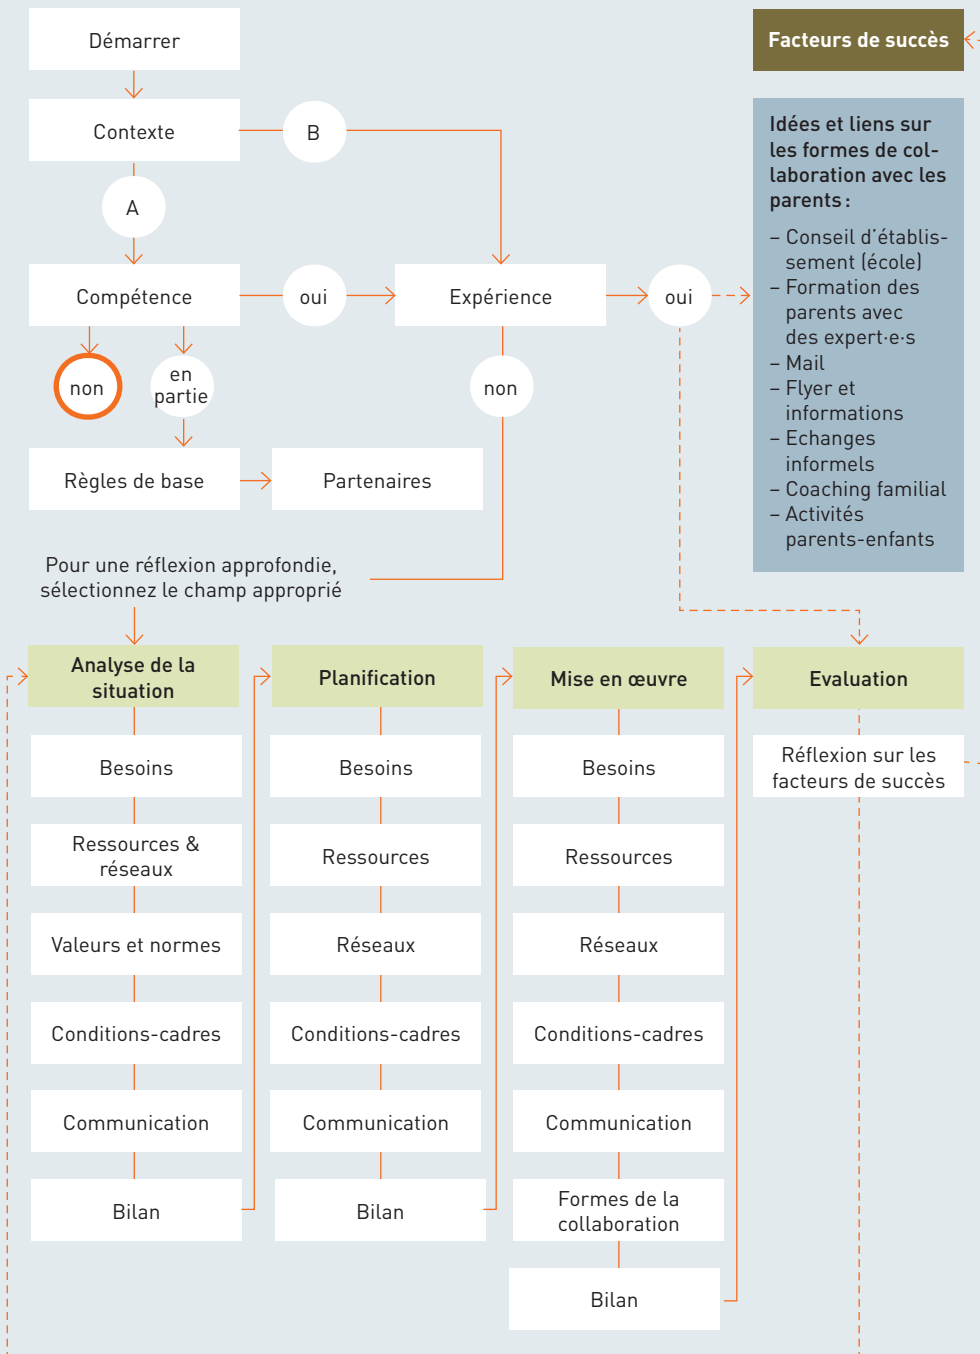 Démarrer
Facteurs de succès
Contexte
B
A
Idées et liens sur
les formes de col-
laboration avec les
parents :
– Conseil d’établis-
sement (école)
– Formation des
parents avec
des expert·e·s
– Mail
– Flyer et
informations
– Echanges
informels
– Coaching familial
– Activités
parents-enfants
Compétence
oui
Expérience
oui
non
en
partie
non
Règles de base
Partenaires
Pour une réflexion approfondie,
sélectionnez le champ approprié
Analyse de la
situation
Besoins
Ressources &
réseaux
Valeurs et normes
Conditions-cadres
Communication
Bilan
Planification
Besoins
Ressources
Réseaux
Conditions-cadres
Communication
Bilan
Mise en œuvre
Besoins
Ressources
Réseaux
Conditions-cadres
Communication
Formes de la
collaboration
Bilan
Evaluation
Réflexion sur les
facteurs de succès